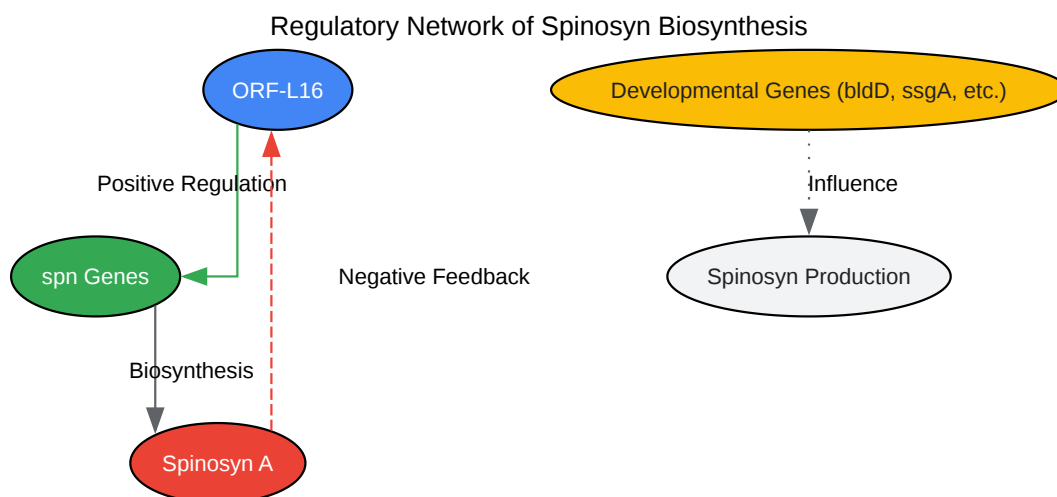 Regulatory Network of Spinosyn Biosynthesis
ORF-L16
Developmental Genes (bldD, ssgA, etc.)
Positive Regulation
Influence
spn Genes
Negative Feedback
Spinosyn Production
Biosynthesis
Spinosyn A